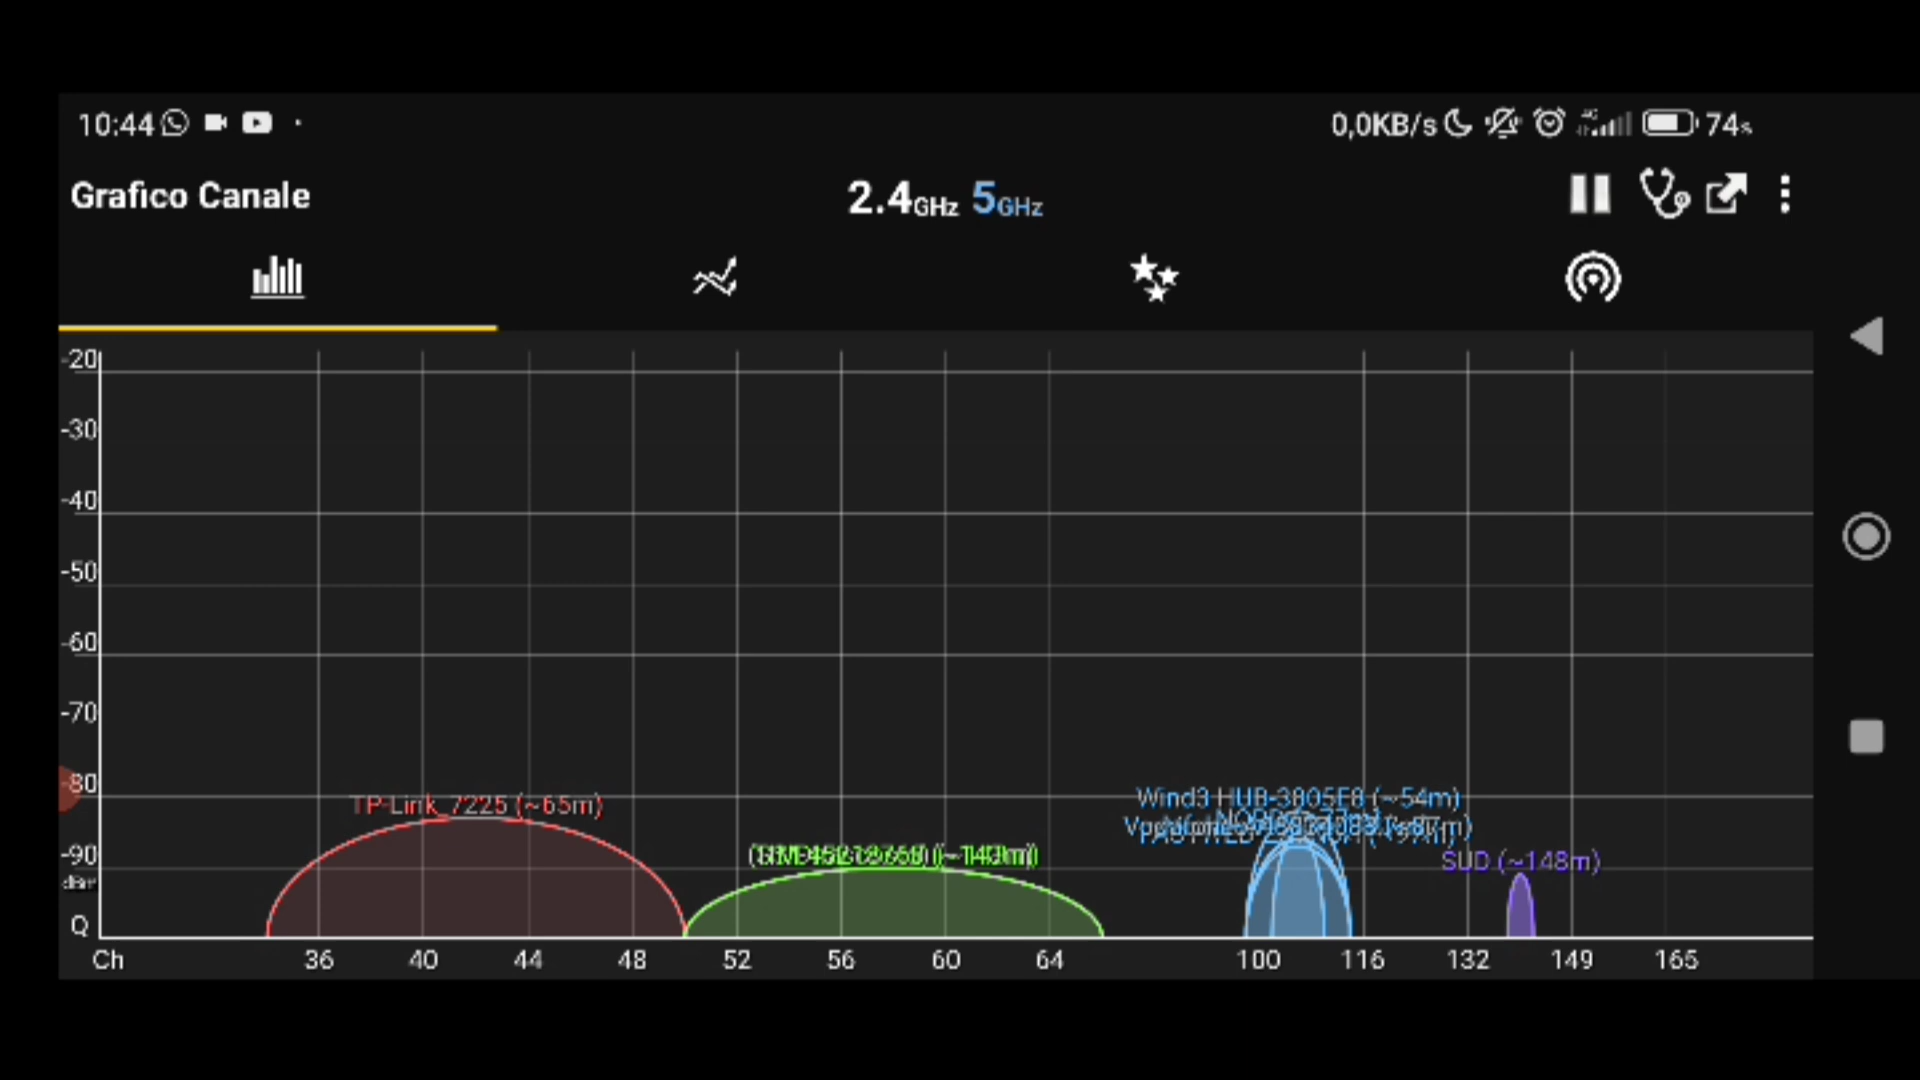 10:44
0,0KB/s 74
Grafico Canale
2.4GHz 5GHz
-20
-30
-40
-50
-60
-70
-80
TP-Link_7225 (~65m)
Wind3 HUB-3805E8 (~54m)
-90
SUD (~148m)
Ch 36 40 44 48 52 56 60 64 100 116 132 149 165